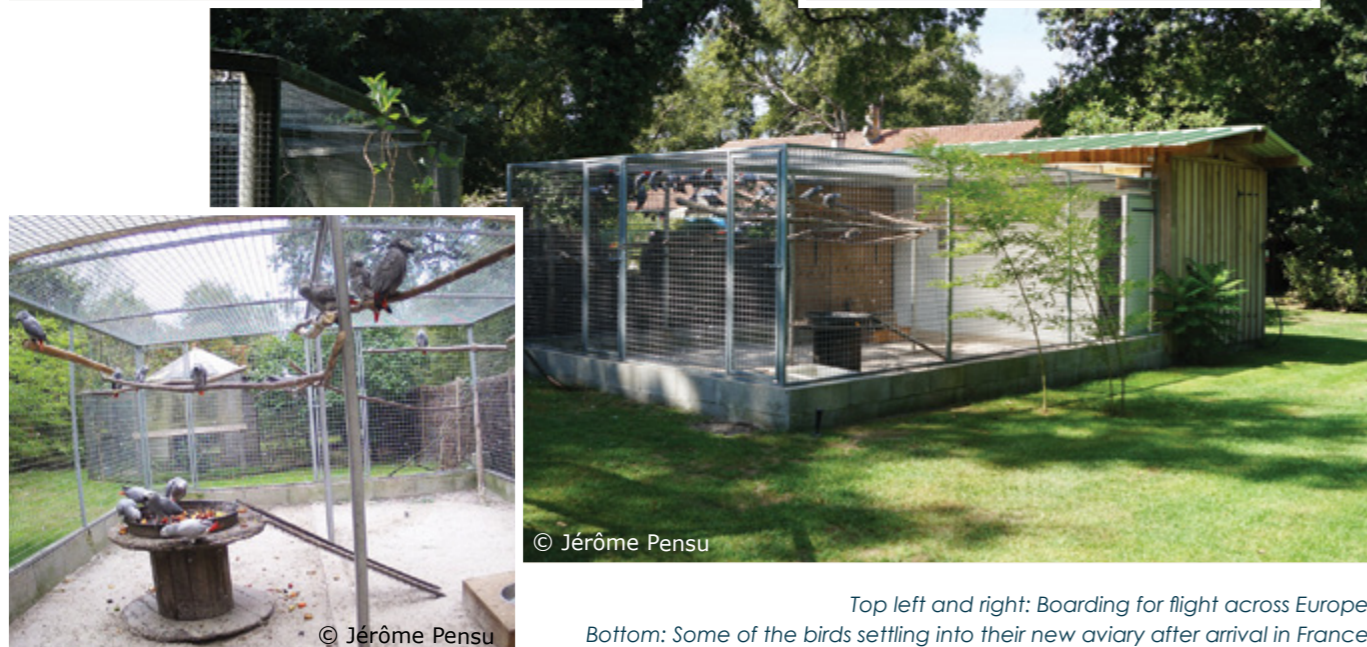 © Jérôme Pensu
© Jérôme Pensu
Top left and right: Boarding for flight across Europe
Bottom: Some of the birds settling into their new aviary after arrival in France